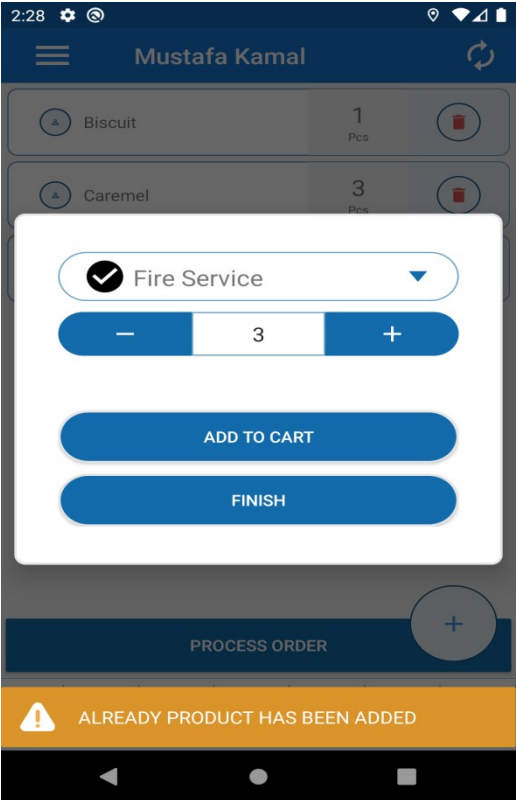 2:28
Mustafa Kamal
Biscuit
1
Pcs
Caremel
3
Pcs
Fire Service
3
ADD TO CART
FINISH
PROCESS ORDER
ALREADY PRODUCT HAS BEEN ADDED